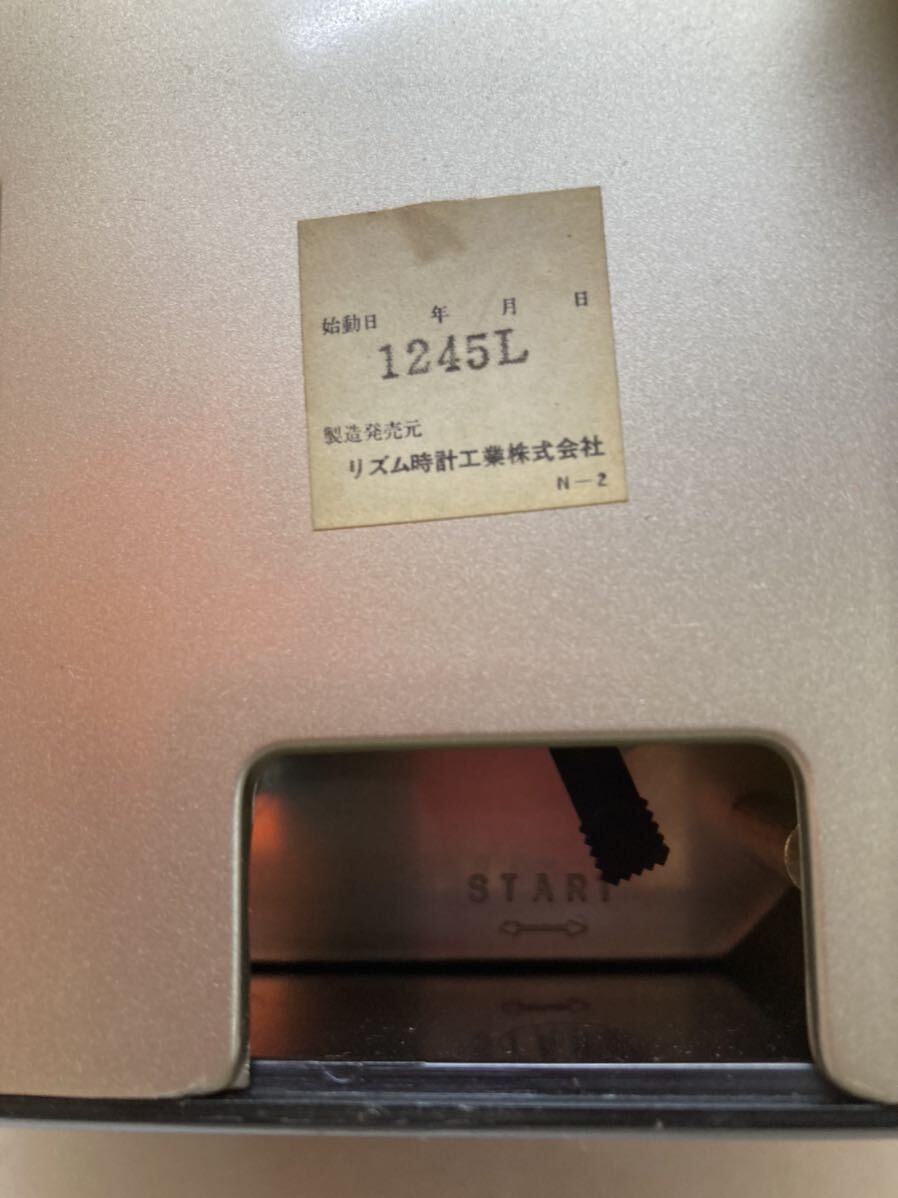 始動日 年 月 日
1245L
製造発売元
リズム時計工業株式会社
N-2
START